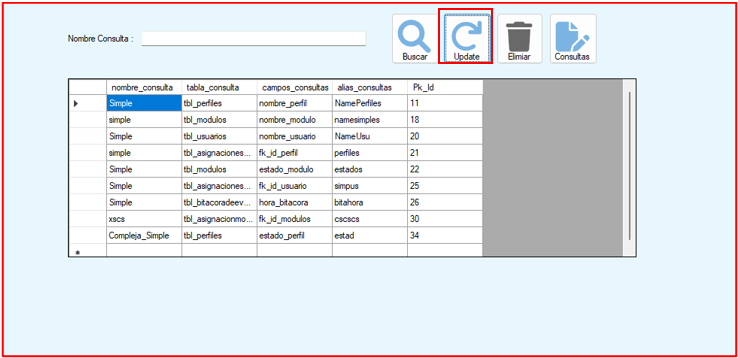 Nombre Consulta :
Buscar Update Elimiar Consultas
nombre_consulta tabla_consulta campos_consultas alias_consultas Pk_Id
Simple tbl_perfiles nombre_perfil NamePerfiles 11
simple tbl_modulos nombre_modulo namesimples 18
Simple tbl_usuarios nombre_usuario NameUsu 20
simple tbl_asignaciones... fk_id_perfil perfiles 21
Simple tbl_modulos estado_modulo estados 22
Simple tbl_asignaciones... fk_id_usuario simpus 25
Simple tbl_bitacoradeev... hora_bitacora bitahora 26
xscs tbl_asignacionmo... fk_id_modulos cscscs 30
Compleja_Simple tbl_perfiles estado_perfil estad 34